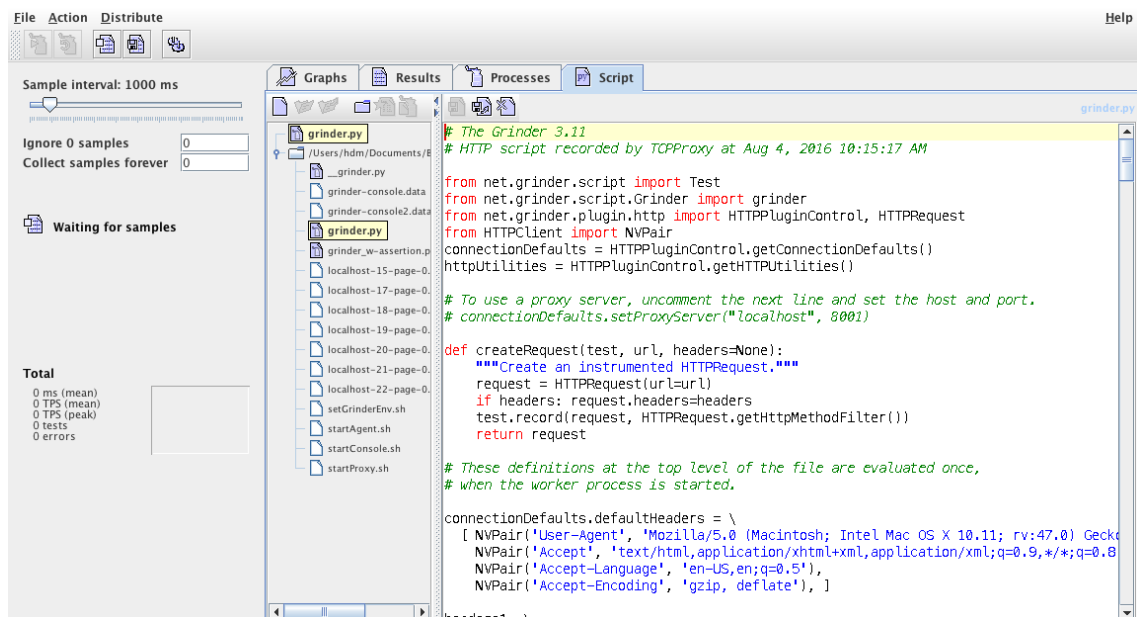 File Action Distribute Help
Sample interval: 1000 ms
Ignore 0 samples 0
Collect samples forever 0
Waiting for samples
Total
0 ms (mean)
0 TPS (mean)
0 TPS (peak)
0 tests
0 errors
Graphs Results Processes Script
grinder.py
grinder.py
/Users/hdm/Documents/E
__grinder.py
grinder-console.data
grinder-console2.data
grinder.py
grinder_w-assertion.p
localhost-15-page-0.
localhost-17-page-0.
localhost-18-page-0.
localhost-19-page-0.
localhost-20-page-0.
localhost-21-page-0.
localhost-22-page-0.
setGrinderEnv.sh
startAgent.sh
startConsole.sh
startProxy.sh
# The Grinder 3.11
# HTTP script recorded by TCPProxy at Aug 4, 2016 10:15:17 AM
from net.grinder.script import Test
from net.grinder.script.Grinder import grinder
from net.grinder.plugin.http import HTTPPluginControl, HTTPRequest
from HTTPClient import NVPair
connectionDefaults = HTTPPluginControl.getConnectionDefaults()
httpUtilities = HTTPPluginControl.getHTTPUtilities()
# To use a proxy server, uncomment the next line and set the host and port.
# connectionDefaults.setProxyServer("localhost", 8001)
def createRequest(test, url, headers=None):
    """Create an instrumented HTTPRequest."""
    request = HTTPRequest(url=url)
    if headers: request.headers=headers
    test.record(request, HTTPRequest.getHttpMethodFilter())
    return request
# These definitions at the top level of the file are evaluated once,
# when the worker process is started.
connectionDefaults.defaultHeaders = \
  [ NVPair('User-Agent', 'Mozilla/5.0 (Macintosh; Intel Mac OS X 10.11; rv:47.0) Geck
    NVPair('Accept', 'text/html,application/xhtml+xml,application/xml;q=0.9,*/*;q=0.8
    NVPair('Accept-Language', 'en-US,en;q=0.5'),
    NVPair('Accept-Encoding', 'gzip, deflate'), ]